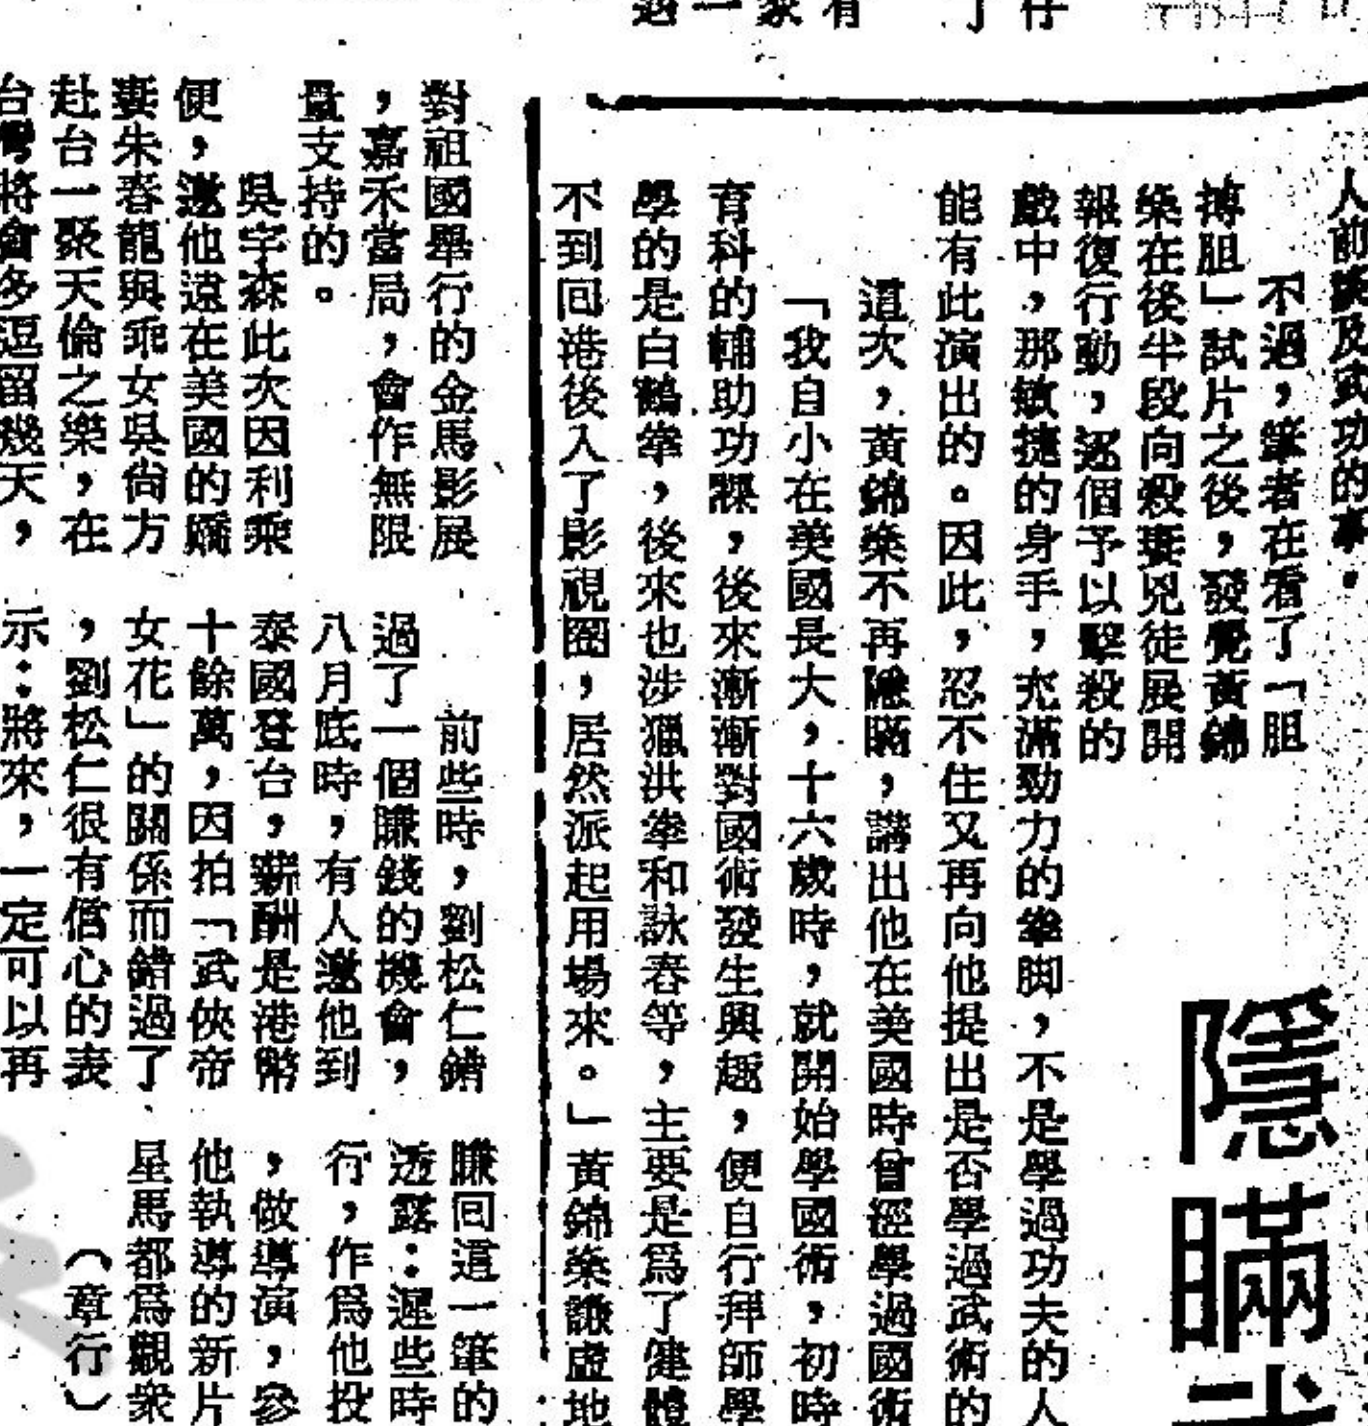 隱瞞武
人前談及武功的事。
不過，筆者在看了「胆
搏胆」試片之後，發覺黃錦
燊在後半段向殺妻兇徒展開
報復行動，逐個予以擊殺的
戲中，那敏捷的身手，充滿勁力的拳脚，不是學過功夫的人
能有此演出的。因此，忍不住又再向他提出是否學過武術的
這次，黃錦燊不再隱瞞，講出他在美國時曾經學過國術
「我自小在美國長大，十六歲時，就開始學國術，初時
育科的輔助功課，後來漸漸對國術發生興趣，便自行拜師學
學的是白鶴拳，後來也涉獵洪拳和詠春等，主要是爲了健體
不到回港後入了影視圈，居然派起用場來。」黃錦燊謙虛地
對祖國舉行的金馬影展
，嘉禾當局，會作無限
量支持的。
吳宇森此次因利乘
便，邀他遠在美國的嬌
妻朱春龍與乖女吳尙方
赴台一聚天倫之樂，在
台灣將會多逗留幾天，
前些時，劉松仁錯
過了一個賺錢的機會，
八月底時，有人邀他到
泰國登台，薪酬是港幣
十餘萬，因拍「武俠帝
女花」的關係而錯過了
，劉松仁很有信心的表
示：將來，一定可以再
賺回這一筆的
透露：遲些時
行，作爲他投
，做導演，參
他執導的新片
星馬都爲觀衆
（章行）